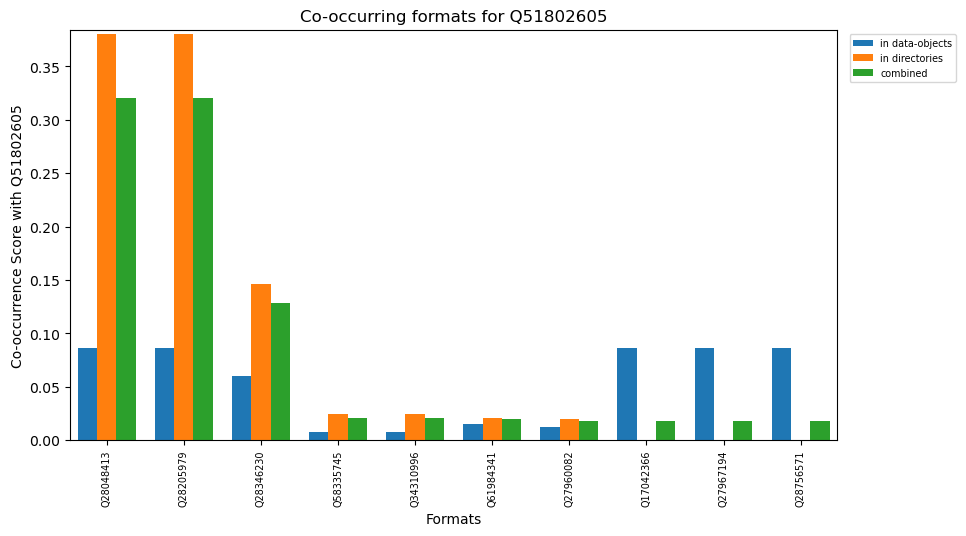 Co-occurring formats for Q51802605
Co-occurrence Score with Q51802605
0.35
0.30
0.25
0.20
0.15
0.10
0.05
0.00
Q28048413
Q28205979
Q28346230
Q58335745
Q34310996
Q61984341
Q27960082
Q17042366
Q27967194
Q28756571
Formats
in data-objects
in directories
combined